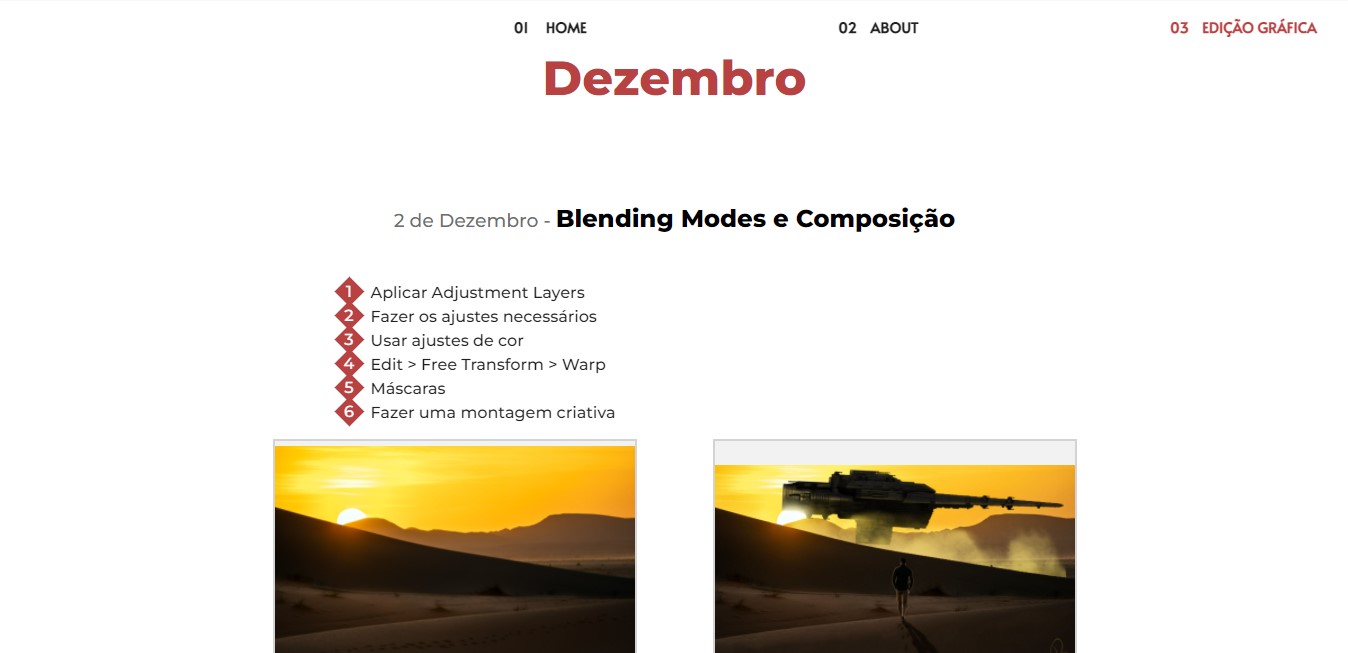 01 HOME
02 ABOUT
03 EDIÇÃO GRÁFICA
Dezembro
2 de Dezembro - Blending Modes e Composição
1 Aplicar Adjustment Layers
2 Fazer os ajustes necessários
3 Usar ajustes de cor
4 Edit > Free Transform > Warp
5 Máscaras
6 Fazer uma montagem criativa